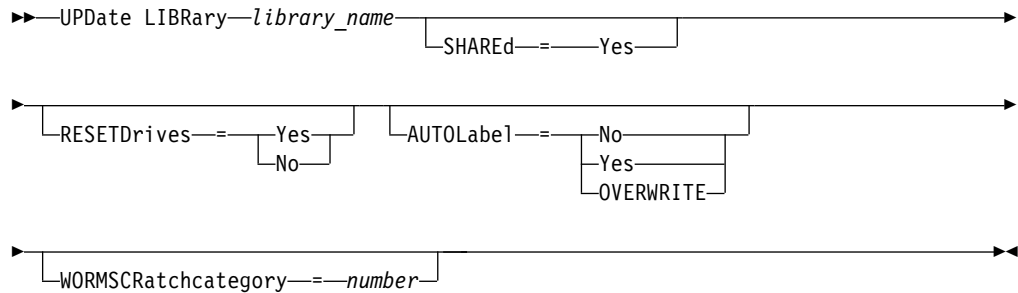 UPDate LIBRary library_name
SHAREd = Yes
RESETDrives = Yes
No
AUTOLabel = No
Yes
OVERWRITE
WORMSCRatchcategory = number